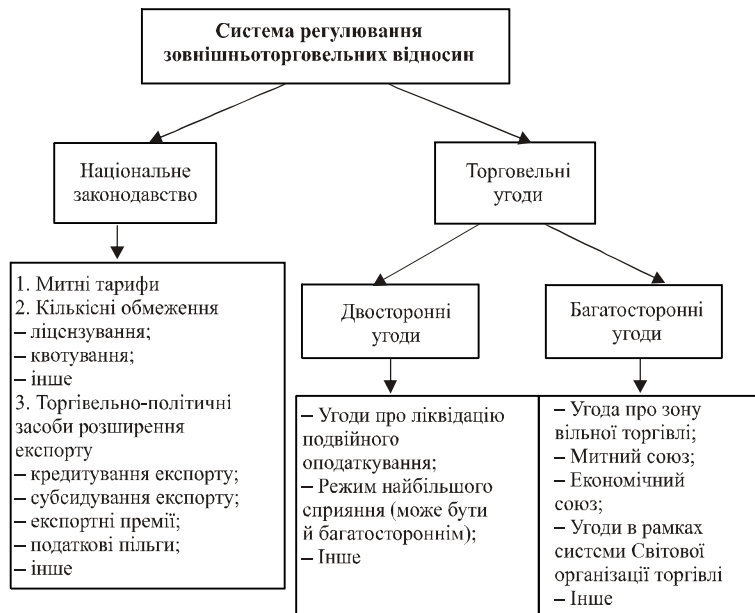 Система регулювання
зовнішньоторговельних відносин
Національне
законодавство
Торговельні
угоди
1. Митні тарифи
2. Кількісні обмеження
– ліцензування;
– квотування;
– інше
3. Торгівельно-політичні
засоби розширення
експорту
– кредитування експорту;
– субсидування експорту;
– експортні премії;
– податкові пільги;
– інше
Двосторонні
угоди
Багатосторонні
угоди
– Угоди про ліквідацію
подвійного
оподаткування;
– Режим найбільшого
сприяння (може бути
й багатостороннім);
– Інше
– Угода про зону
вільної торгівлі;
– Митний союз;
– Економічний
союз;
– Угоди в рамках
системи Світової
організації торгівлі
– Інше